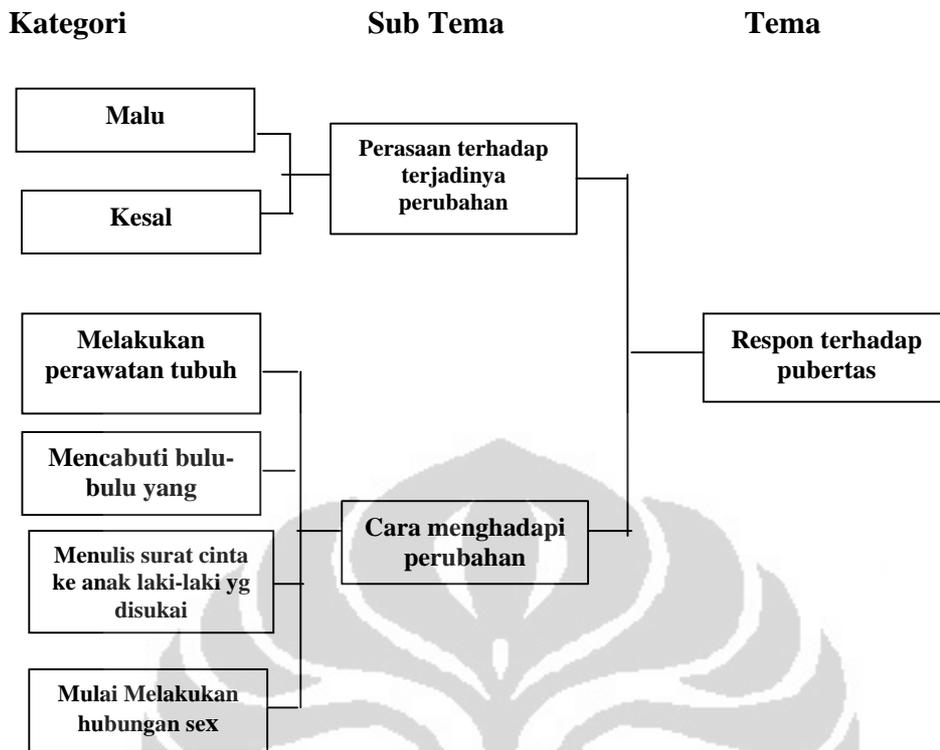 Kategori Sub Tema Tema
Malu
Kesal
Perasaan terhadap
terjadinya
perubahan
Melakukan
perawatan tubuh
Mencabuti bulu-
bulu yang
Menulis surat cinta
ke anak laki-laki yg
disukai
Mulai Melakukan
hubungan sex
Cara menghadapi
perubahan
Respon terhadap
pubertas